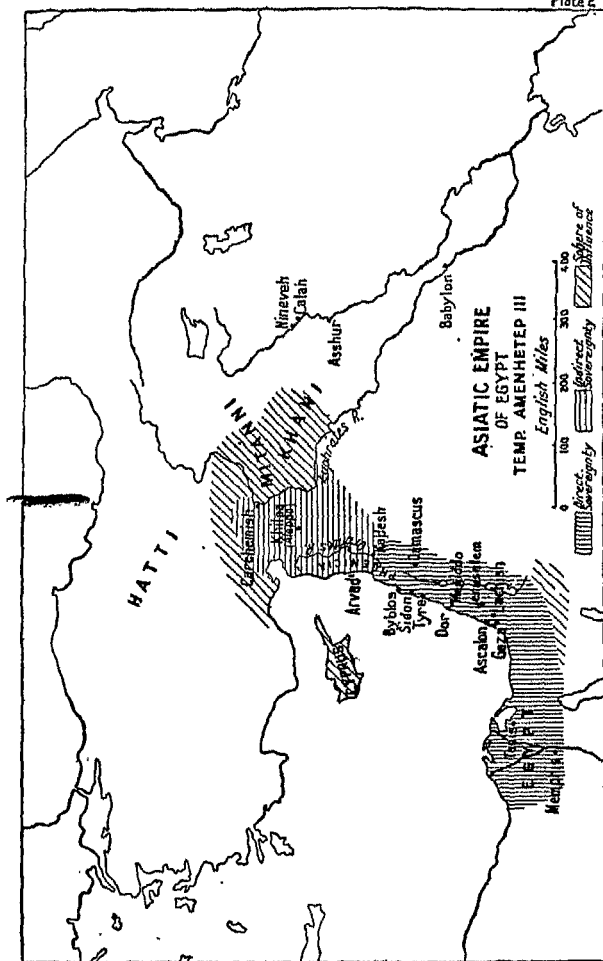 Plate
HATTI
MITANNI
KHANI
Nineveh
Calah
Asshur
Babylon
Euphrates
Carchemish
Aleppo
CYPRUS
Arvad
Kadesh
Damascus
Byblos
Sidon
Tyre
Dor
Megiddo
Jerusalem
Ascalon
Gaza
Lachish
EGYPT
Memphis
ASIATIC EMPIRE
OF EGYPT
TEMP. AMENHETEP III
English Miles
0 100 200 300 400
Direct Sovereignty
Indirect Sovereignty
Sphere of Influence